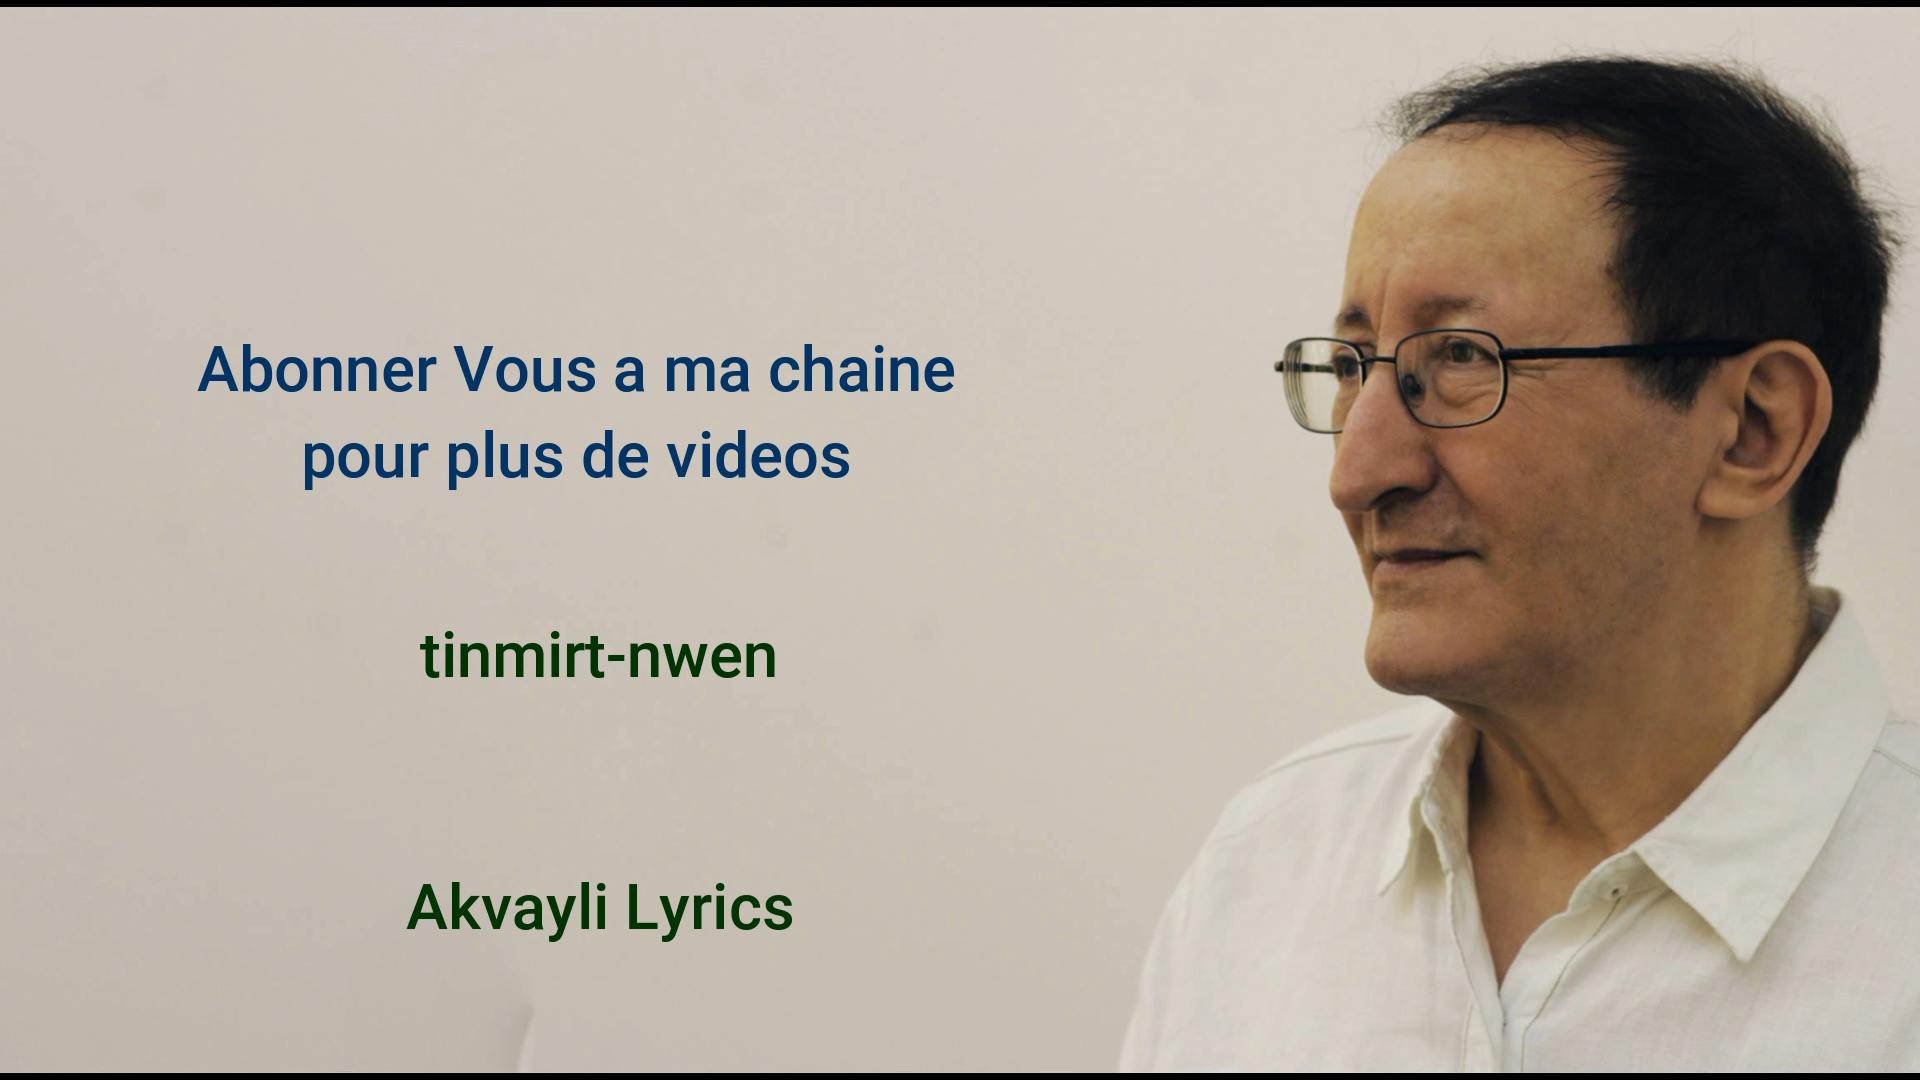 Abonner Vous a ma chaine
pour plus de videos
tinmirt-nwen
Akvayli Lyrics